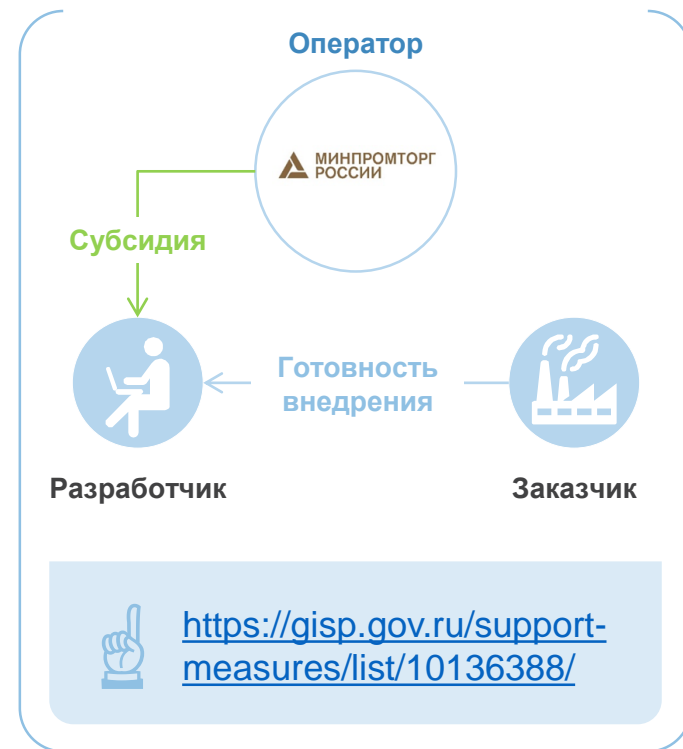 Оператор
МИНПРОМТОРГ
РОССИИ
Субсидия
Готовность
внедрения
Разработчик
Заказчик
https://gisp.gov.ru/support-
measures/list/10136388/